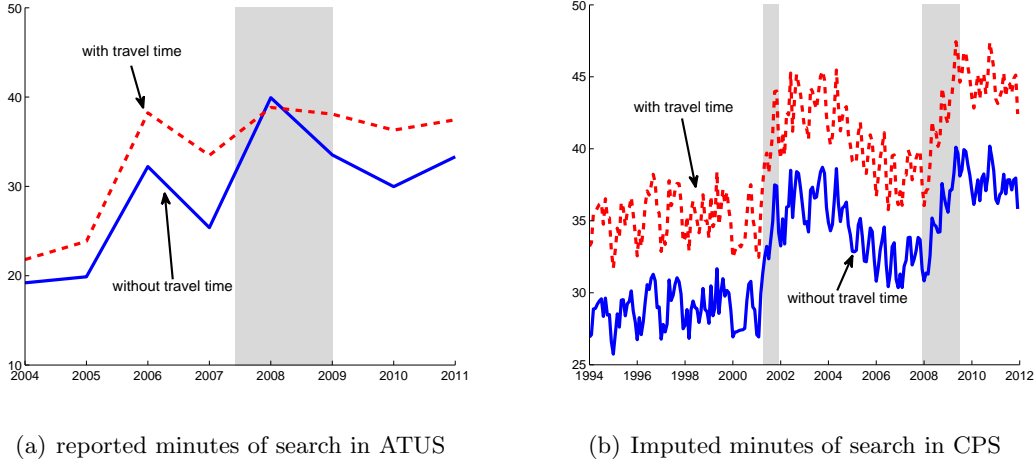 50
40
30
20
10
with travel time
without travel time
2004 2005 2006 2007 2008 2009 2010 2011
(a) reported minutes of search in ATUS
50
45
40
35
30
25
with travel time
without travel time
1994 1996 1998 2000 2002 2004 2006 2008 2010 2012
(b) Imputed minutes of search in CPS